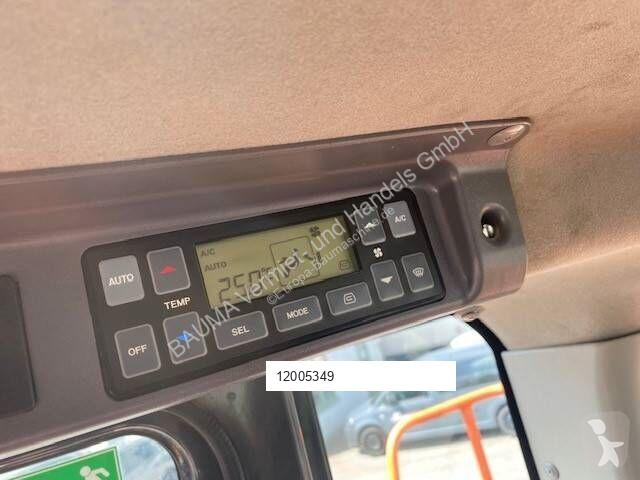 A/C
AUTO
25.0
AUTO
TEMP
A/C
OFF
SEL
MODE
BAUMA Vermiet- und Handels GmbH
©Europa-baumaschinen.de
12005349